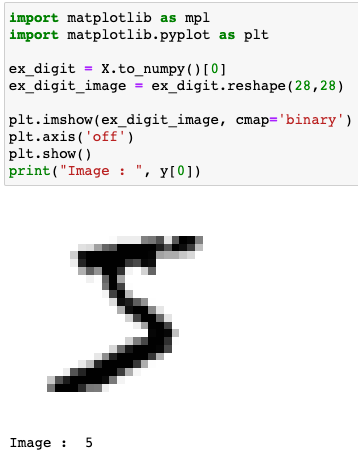 import matplotlib as mpl
import matplotlib.pyplot as plt
ex_digit = X.to_numpy()[0]
ex_digit_image = ex_digit.reshape(28,28)
plt.imshow(ex_digit_image, cmap='binary')
plt.axis('off')
plt.show()
print("Image : ", y[0])
5
Image :  5